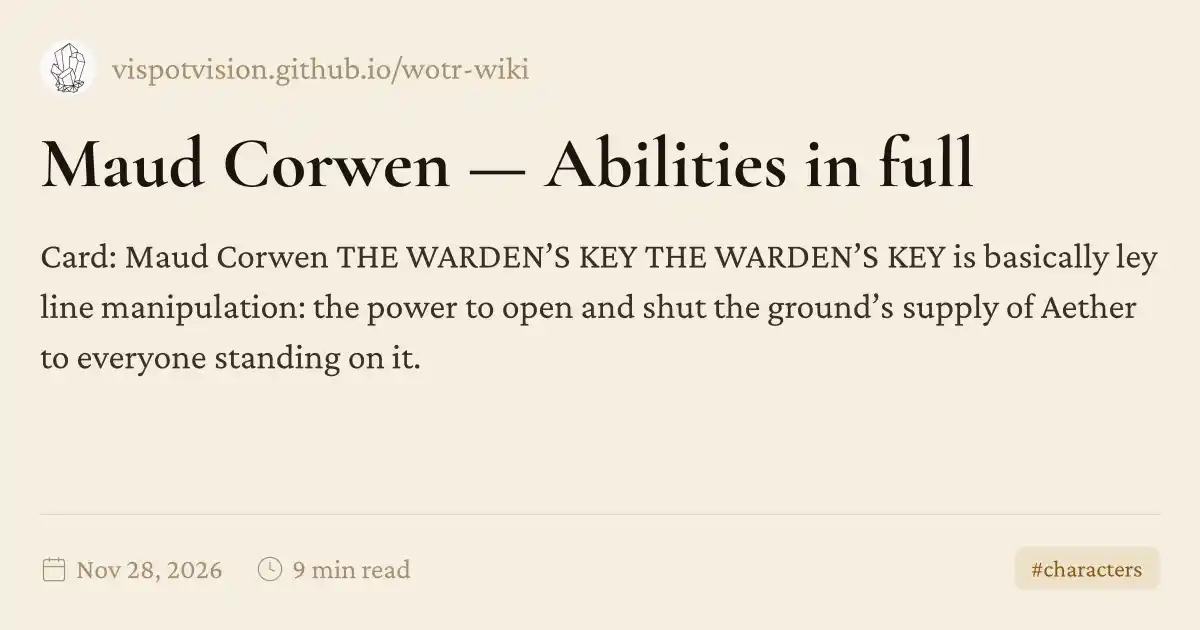 vispotvision.github.io/wotr-wiki
Maud Corwen — Abilities in full
Card: Maud Corwen THE WARDEN’S KEY THE WARDEN’S KEY is basically ley
line manipulation: the power to open and shut the ground’s supply of Aether
to everyone standing on it.
Nov 28, 2026
9 min read
#characters